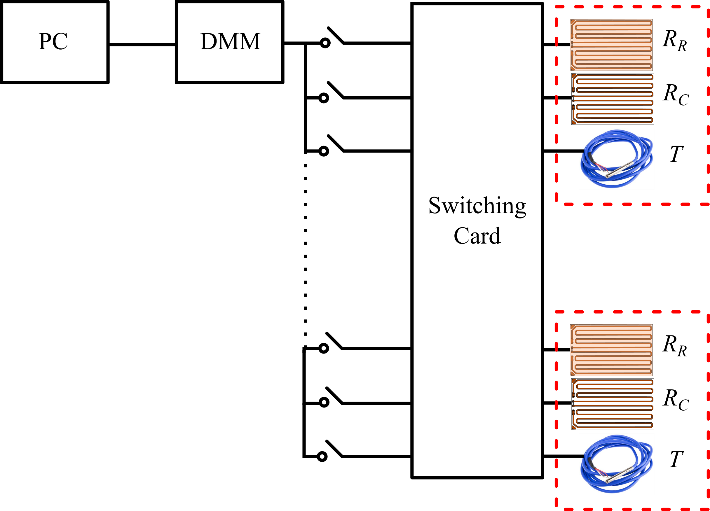 PC
DMM
R_R
R_C
T
Switching
Card
R_R
R_C
T